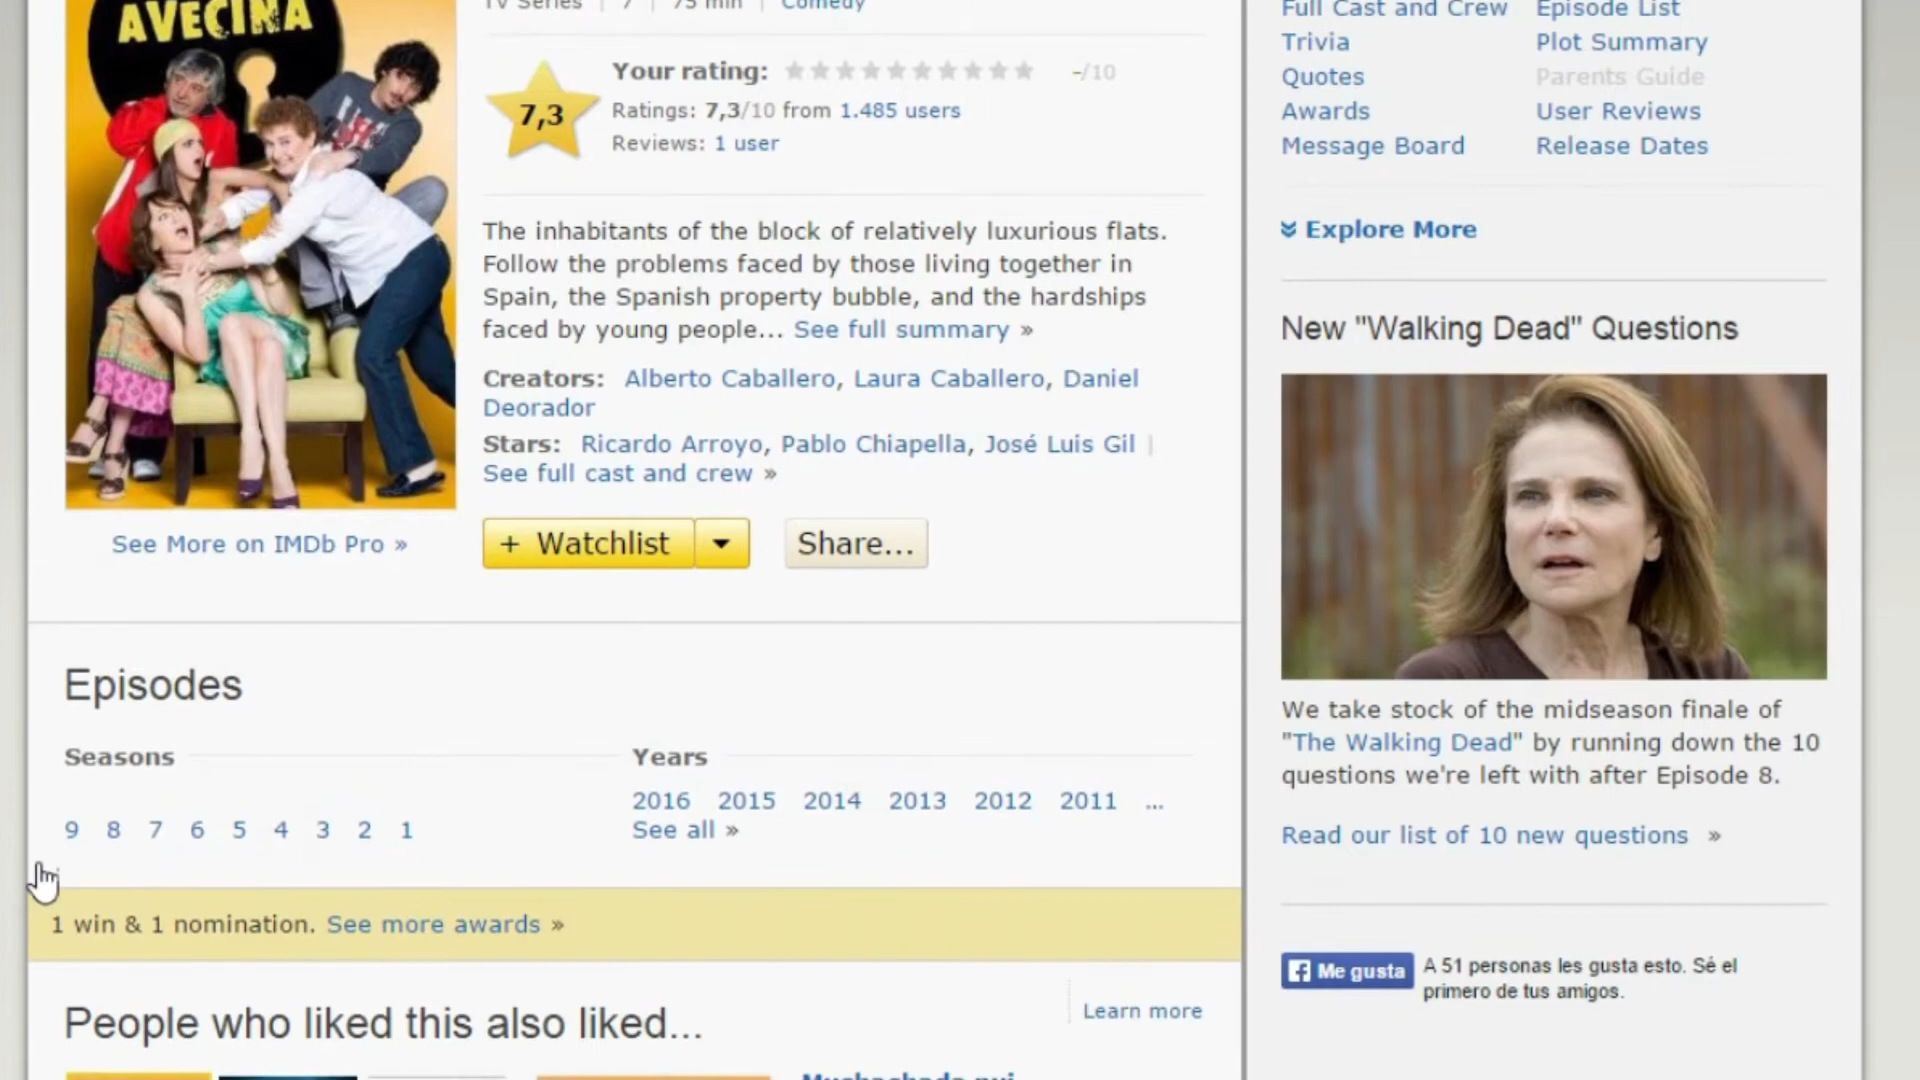 AVECINA
TV Series | 7 | 75 min | Comedy
7,3
Your rating: -/10
Ratings: 7,3/10 from 1.485 users
Reviews: 1 user
The inhabitants of the block of relatively luxurious flats.
Follow the problems faced by those living together in
Spain, the Spanish property bubble, and the hardships
faced by young people... See full summary »
Creators: Alberto Caballero, Laura Caballero, Daniel
Deorador
Stars: Ricardo Arroyo, Pablo Chiapella, José Luis Gil |
See full cast and crew »
See More on IMDb Pro »
+ Watchlist
Share...
Episodes
Seasons
9 8 7 6 5 4 3 2 1
Years
2016 2015 2014 2013 2012 2011 ...
See all »
1 win & 1 nomination. See more awards »
People who liked this also liked...
Learn more
Full Cast and Crew
Episode List
Trivia
Plot Summary
Quotes
Parents Guide
Awards
User Reviews
Message Board
Release Dates
Explore More
New "Walking Dead" Questions
We take stock of the midseason finale of
"The Walking Dead" by running down the 10
questions we're left with after Episode 8.
Read our list of 10 new questions »
Me gusta
A 51 personas les gusta esto. Sé el
primero de tus amigos.